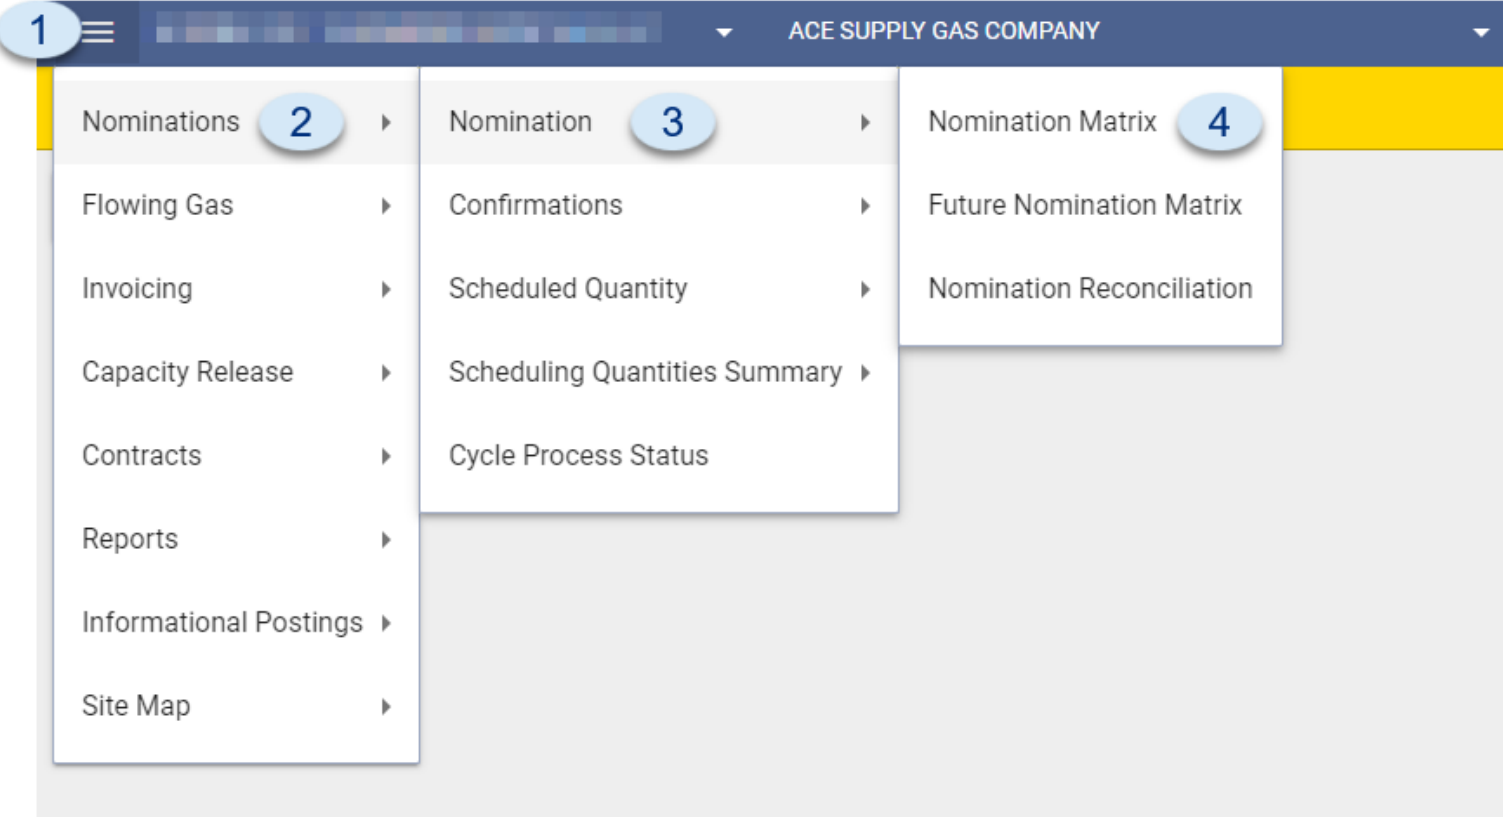 1
ACE SUPPLY GAS COMPANY
Nominations 2
Flowing Gas
Invoicing
Capacity Release
Contracts
Reports
Informational Postings
Site Map
Nomination 3
Confirmations
Scheduled Quantity
Scheduling Quantities Summary
Cycle Process Status
Nomination Matrix 4
Future Nomination Matrix
Nomination Reconciliation